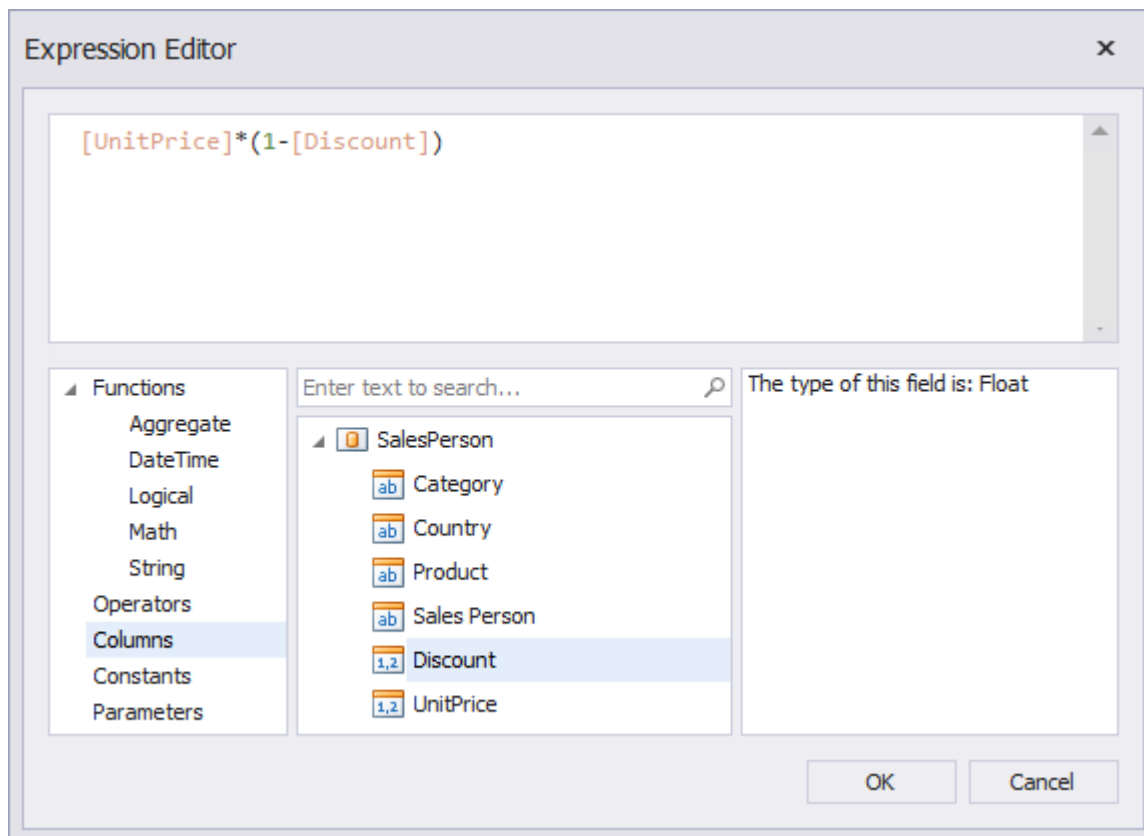 Expression Editor
[UnitPrice]*(1-[Discount])
Functions
Aggregate
DateTime
Logical
Math
String
Operators
Columns
Constants
Parameters
Enter text to search...
SalesPerson
ab Category
ab Country
ab Product
ab Sales Person
1,2 Discount
1,2 UnitPrice
The type of this field is: Float
OK
Cancel